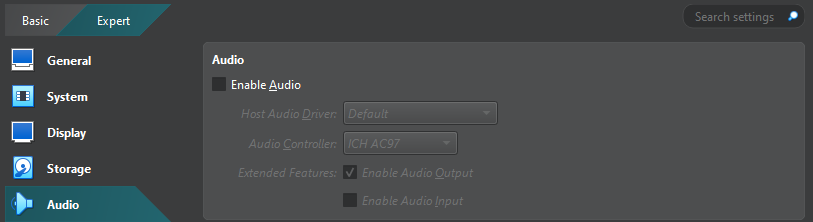 Basic Expert Search settings
General
System
Display
Storage
Audio
Audio
Enable Audio
Host Audio Driver: Default
Audio Controller: ICH AC97
Extended Features: Enable Audio Output
Enable Audio Input